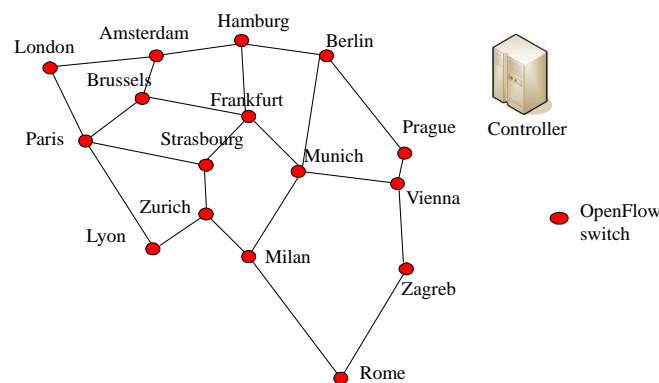 Hamburg
Amsterdam
London
Berlin
Brussels
Frankfurt
Controller
Prague
Paris
Strasbourg
Munich
Vienna
Zurich
OpenFlow
switch
Lyon
Milan
Zagreb
Rome